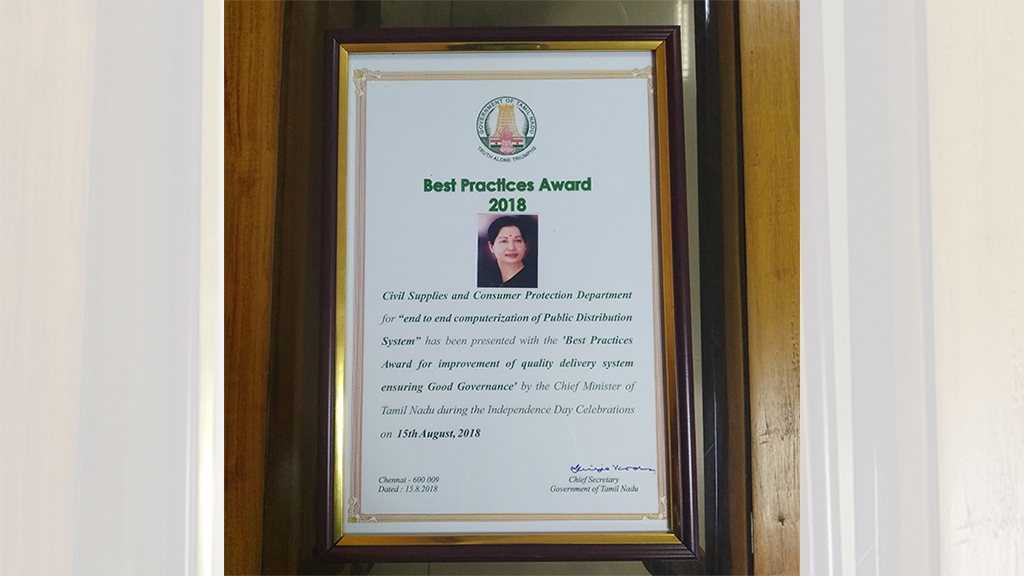 GOVERNMENT OF TAMIL NADU
TRUTH ALONE TRIUMPHS
Best Practices Award
2018
Civil Supplies and Consumer Protection Department
for "end to end computerization of Public Distribution
System" has been presented with the 'Best Practices
Award for improvement of quality delivery system
ensuring Good Governance' by the Chief Minister of
Tamil Nadu during the Independence Day Celebrations
on 15th August, 2018
Chennai - 600 009
Dated : 15.8.2018
Chief Secretary
Government of Tamil Nadu